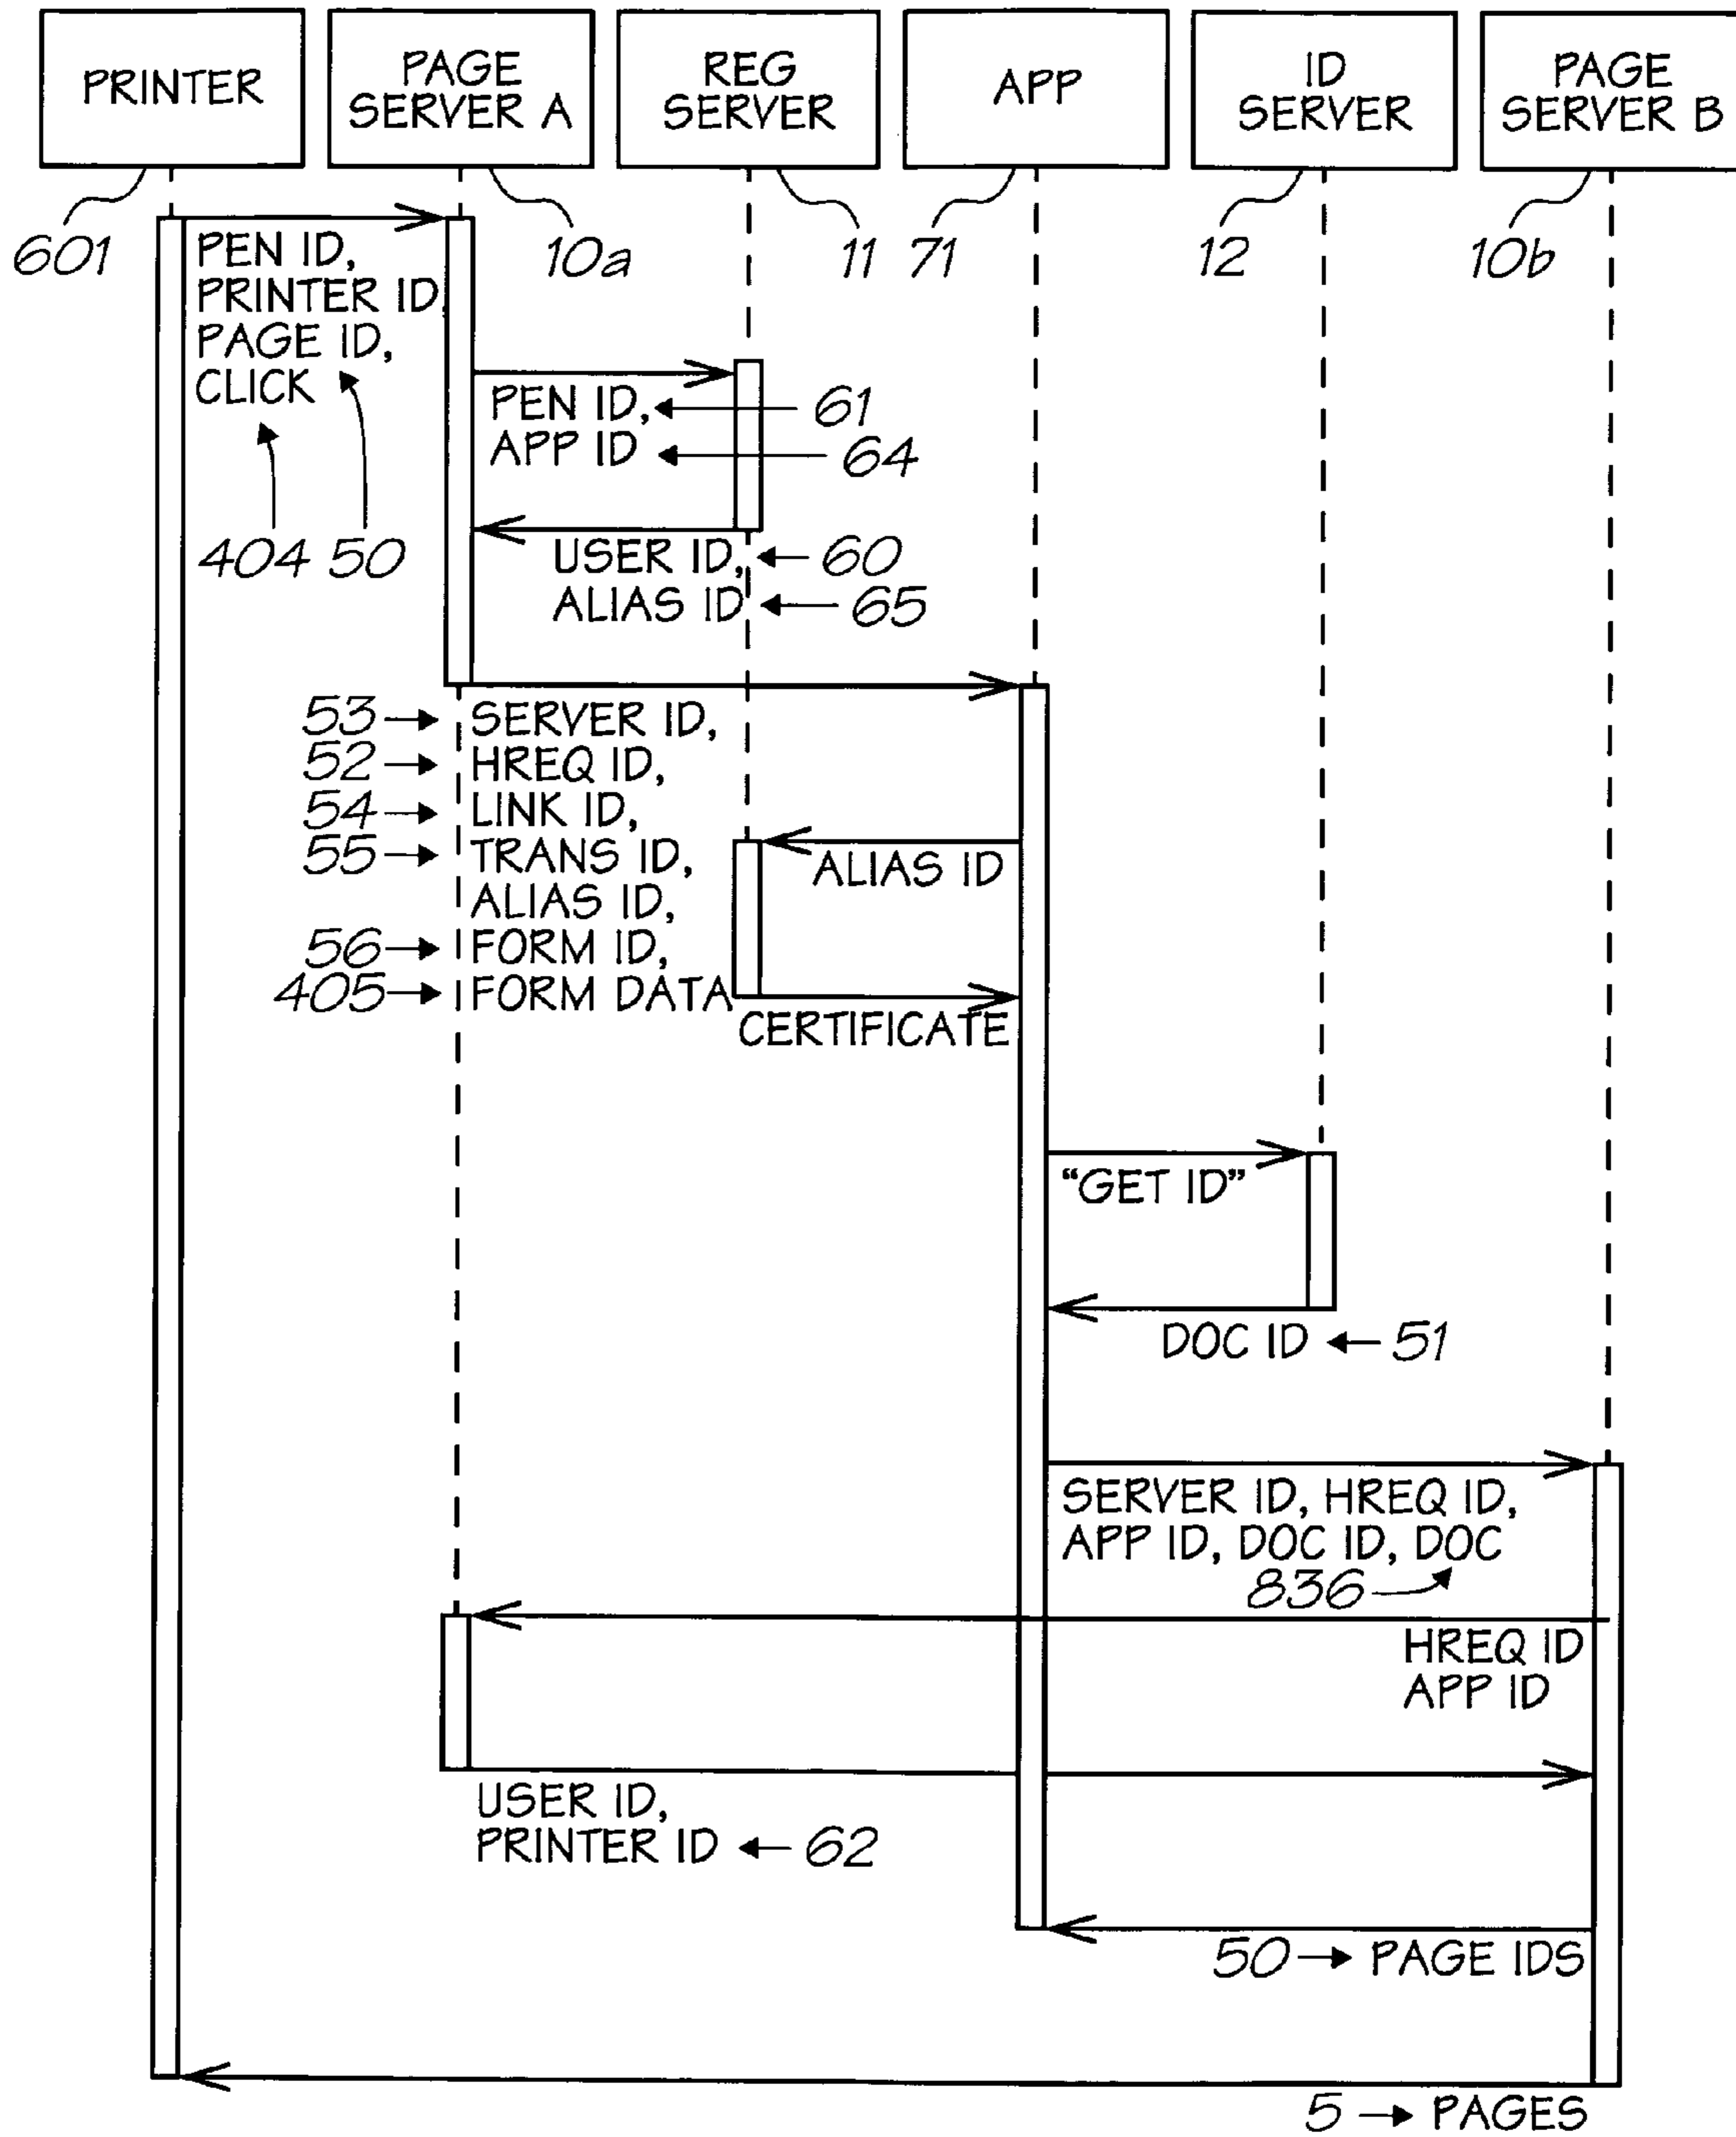 PRINTER
PAGE
SERVER A
REG
SERVER
APP
ID
SERVER
PAGE
SERVER B
601
10a
11
71
12
10b
PEN ID,
PRINTER ID
PAGE ID,
CLICK
404
50
PEN ID,
61
APP ID
64
USER ID,
60
ALIAS ID
65
53
SERVER ID,
52
HREQ ID,
54
LINK ID,
55
TRANS ID,
ALIAS ID,
56
FORM ID,
405
FORM DATA
ALIAS ID
CERTIFICATE
“GET ID”
DOC ID
51
SERVER ID, HREQ ID,
APP ID, DOC ID, DOC
836
HREQ ID
APP ID
USER ID,
PRINTER ID
62
50
PAGE IDS
5
PAGES